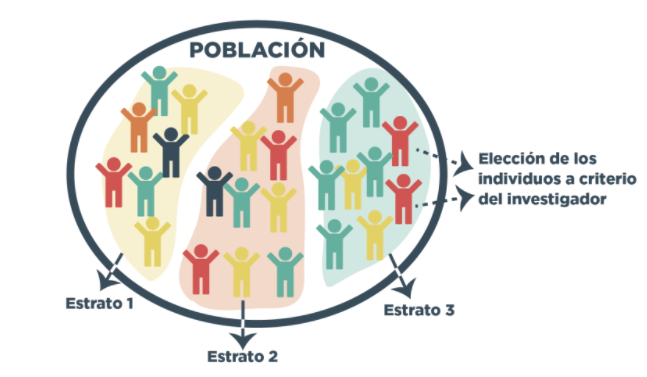 POBLACIÓN
Elección de los
individuos a criterio
del investigador
Estrato 1
Estrato 3
Estrato 2